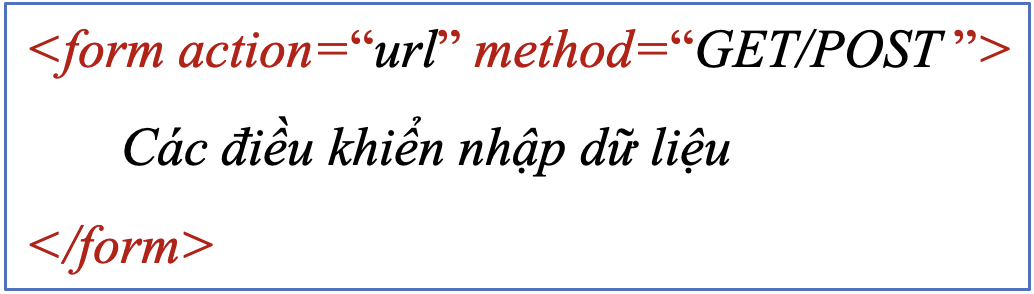 <form action=“url” method=“GET/POST”>
Các điều khiển nhập dữ liệu
</form>